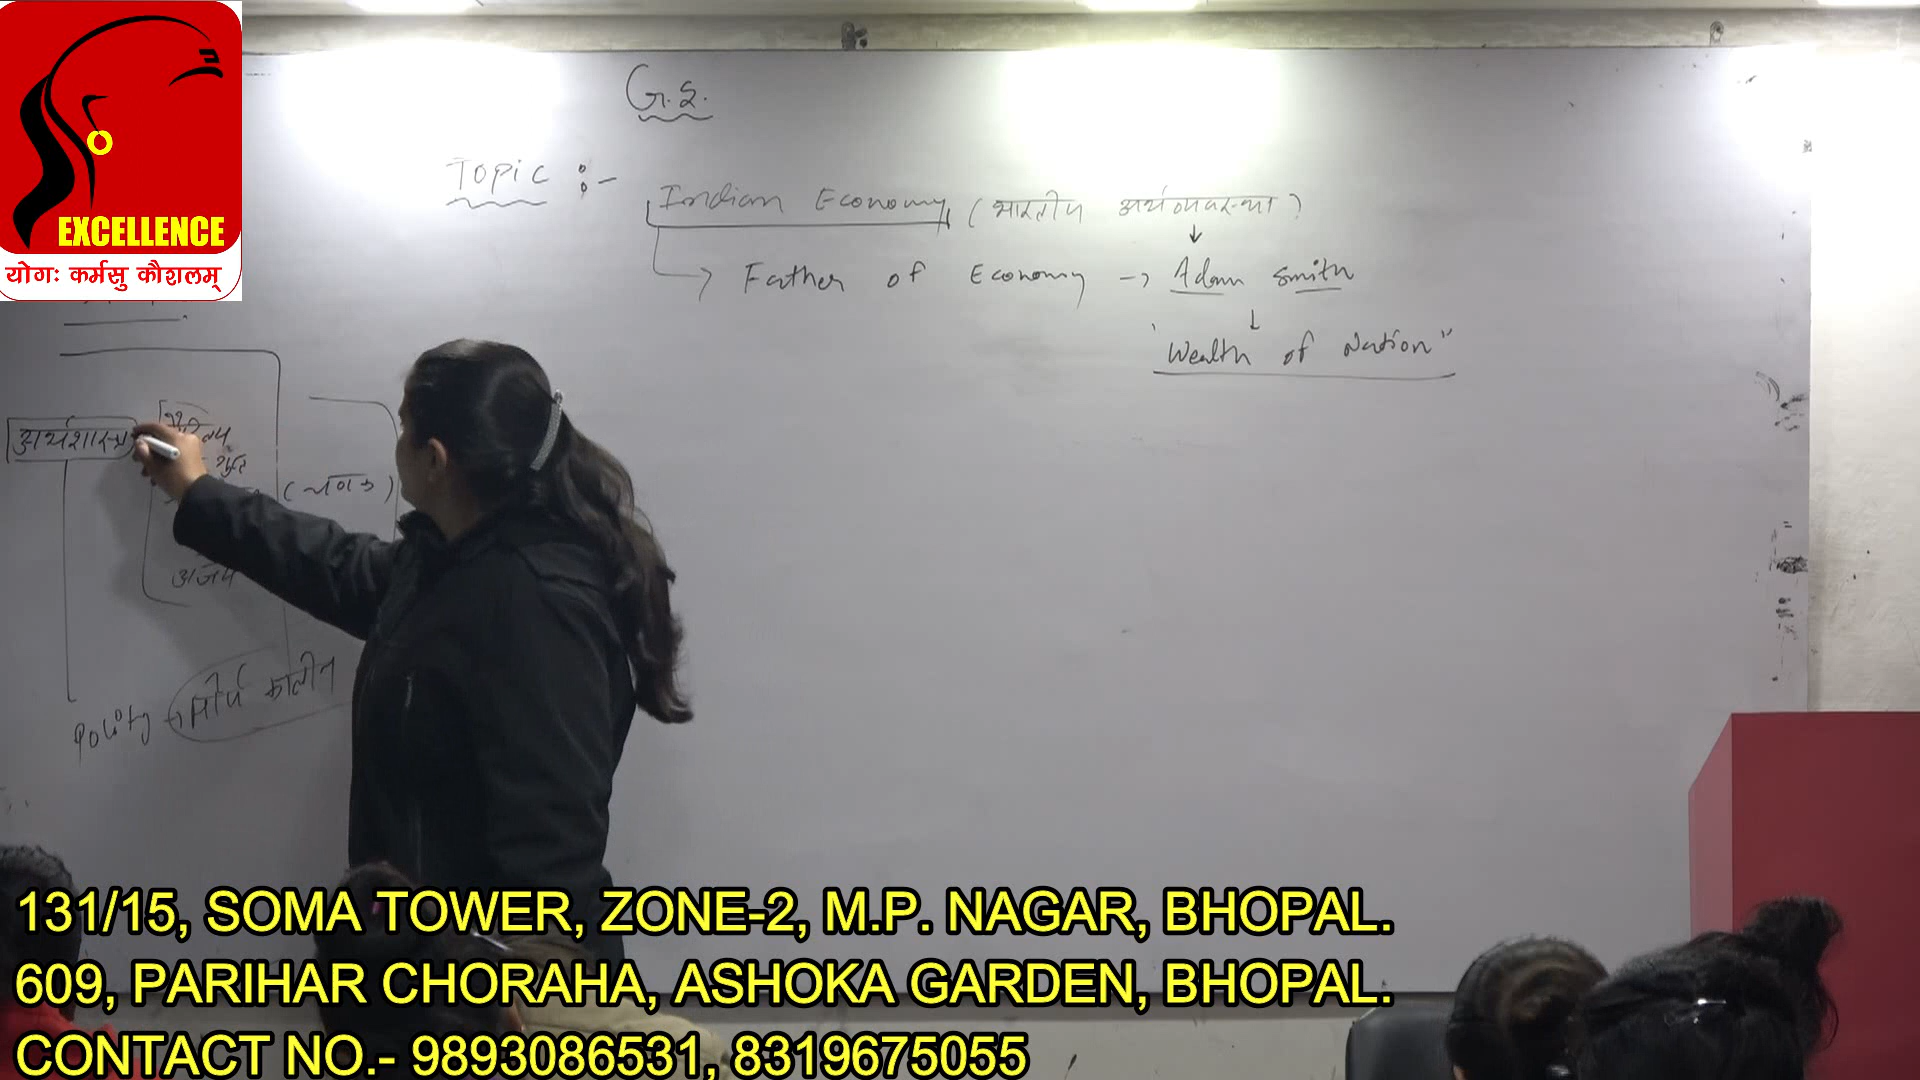 EXCELLENCE
योगः कर्मसु कौशलम्
G.S.
Topic :-
Indian Economy (भारतीय अर्थव्यवस्था)
↓
→ Father of Economy → Adam Smith
↓
"Wealth of Nation"
अर्थशास्त्र
Polity → मौर्य कालीन
131/15, SOMA TOWER, ZONE-2, M.P. NAGAR, BHOPAL.
609, PARIHAR CHORAHA, ASHOKA GARDEN, BHOPAL.
CONTACT NO.- 9893086531, 8319675055